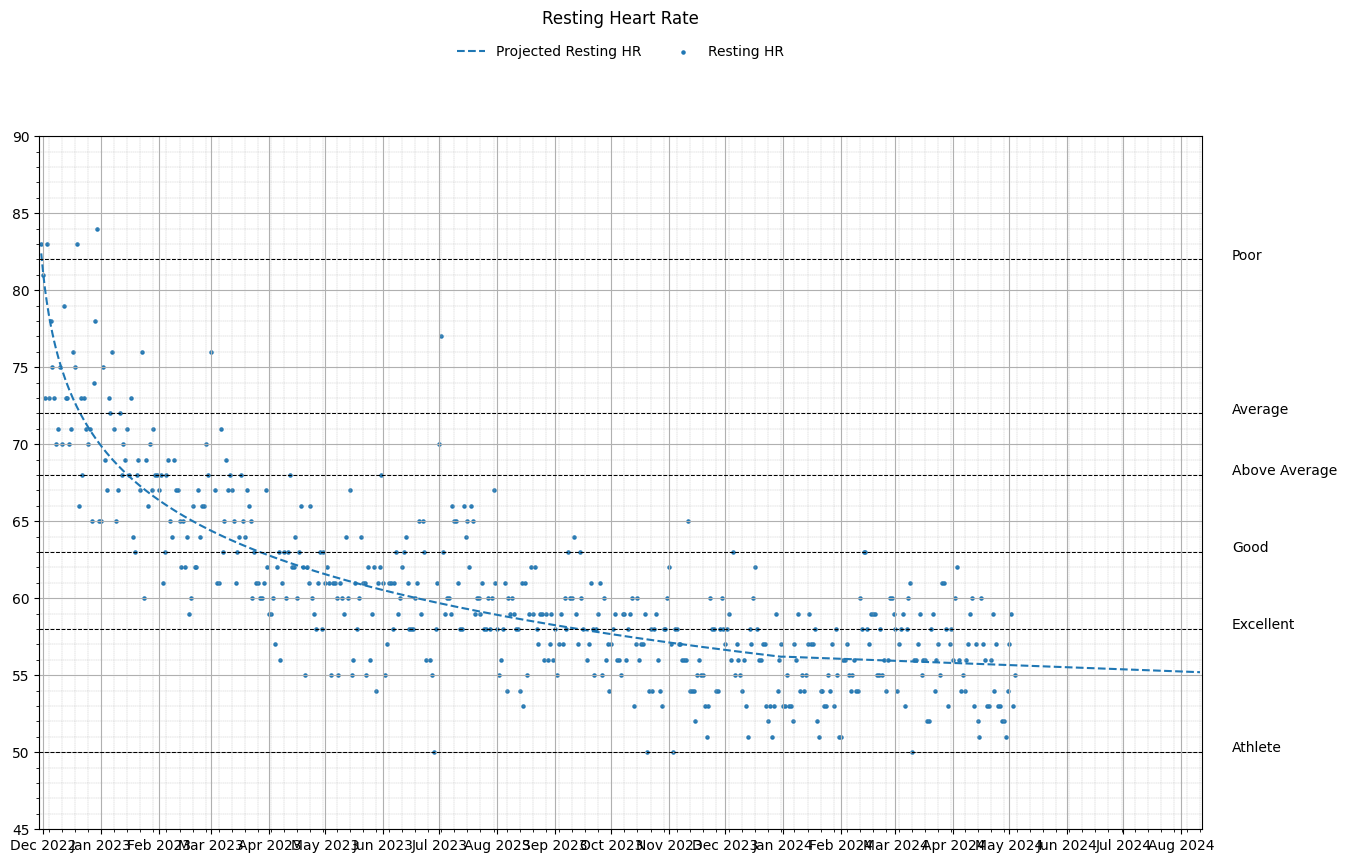 Resting Heart Rate
Projected Resting HR
Resting HR
90
85
80
75
70
65
60
55
50
45
Poor
Average
Above Average
Good
Excellent
Athlete
Dec 2022 Jan 2023 Feb 2023 Mar 2023 Apr 2023 May 2023 Jun 2023 Jul 2023 Aug 2023 Sep 2023 Oct 2023 Nov 2023 Dec 2023 Jan 2024 Feb 2024 Mar 2024 Apr 2024 May 2024 Jun 2024 Jul 2024 Aug 2024